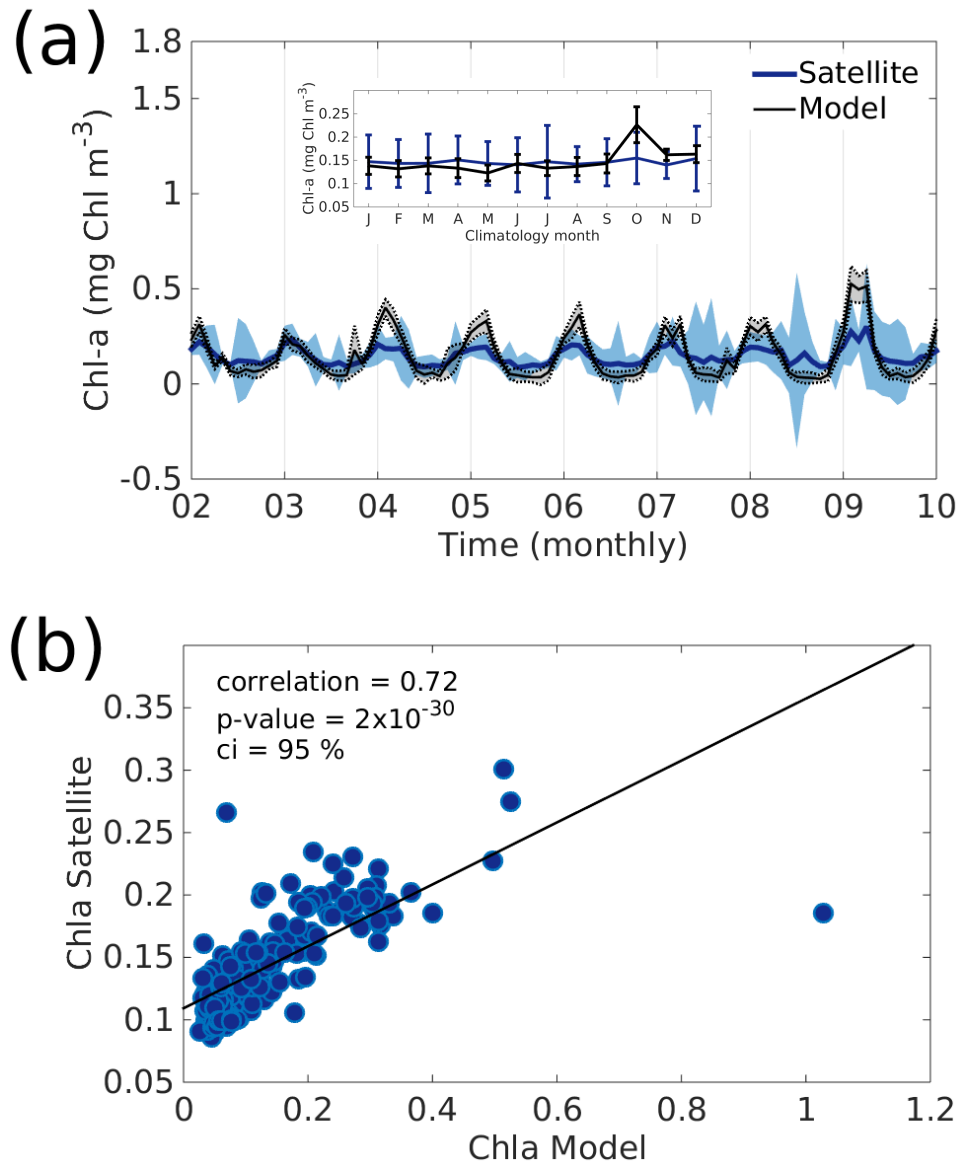 (a)
Chl-a (mg Chl m-3)
1.8
1.5
1
0.5
0
-0.5
Satellite
Model
Chl-a (mg Chl m-3)
0.25
0.2
0.15
0.1
0.05
J F M A M J J A S O N D
Climatology month
02 03 04 05 06 07 08 09 10
Time (monthly)
(b)
correlation = 0.72
p-value = 2x10-30
ci = 95 %
Chla Satellite
0.35
0.3
0.25
0.2
0.15
0.1
0.05
0 0.2 0.4 0.6 0.8 1 1.2
Chla Model